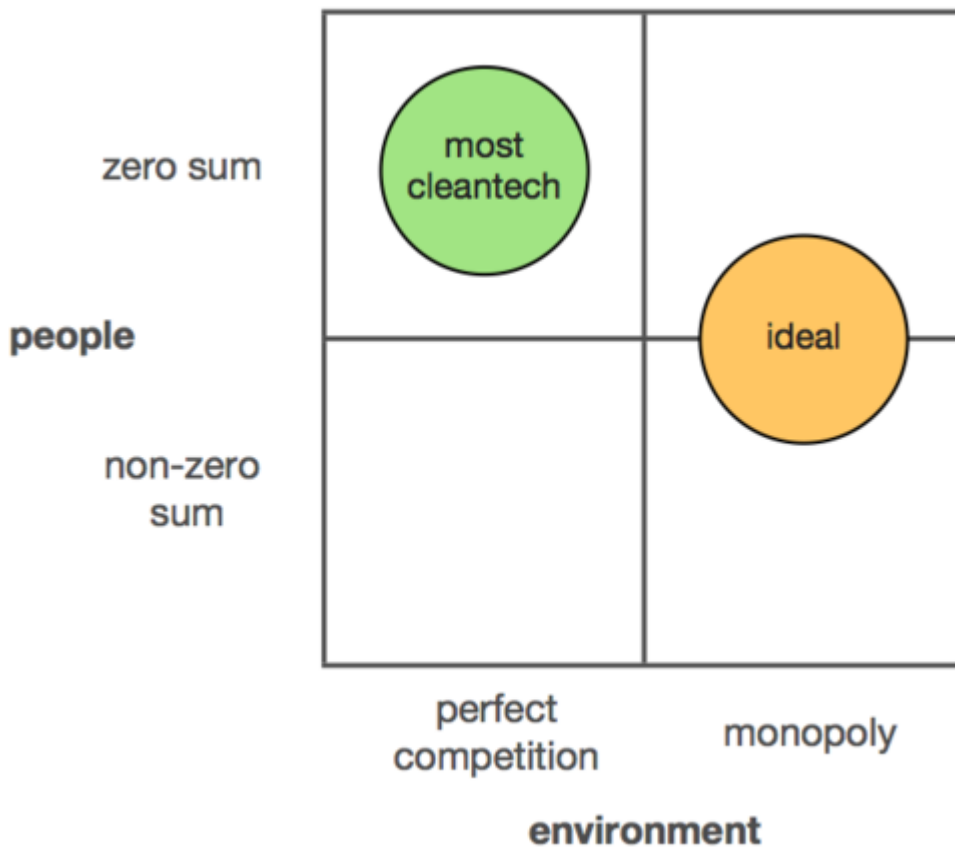 most
cleantech
zero sum
people
ideal
non-zero
sum
perfect
competition
monopoly
environment